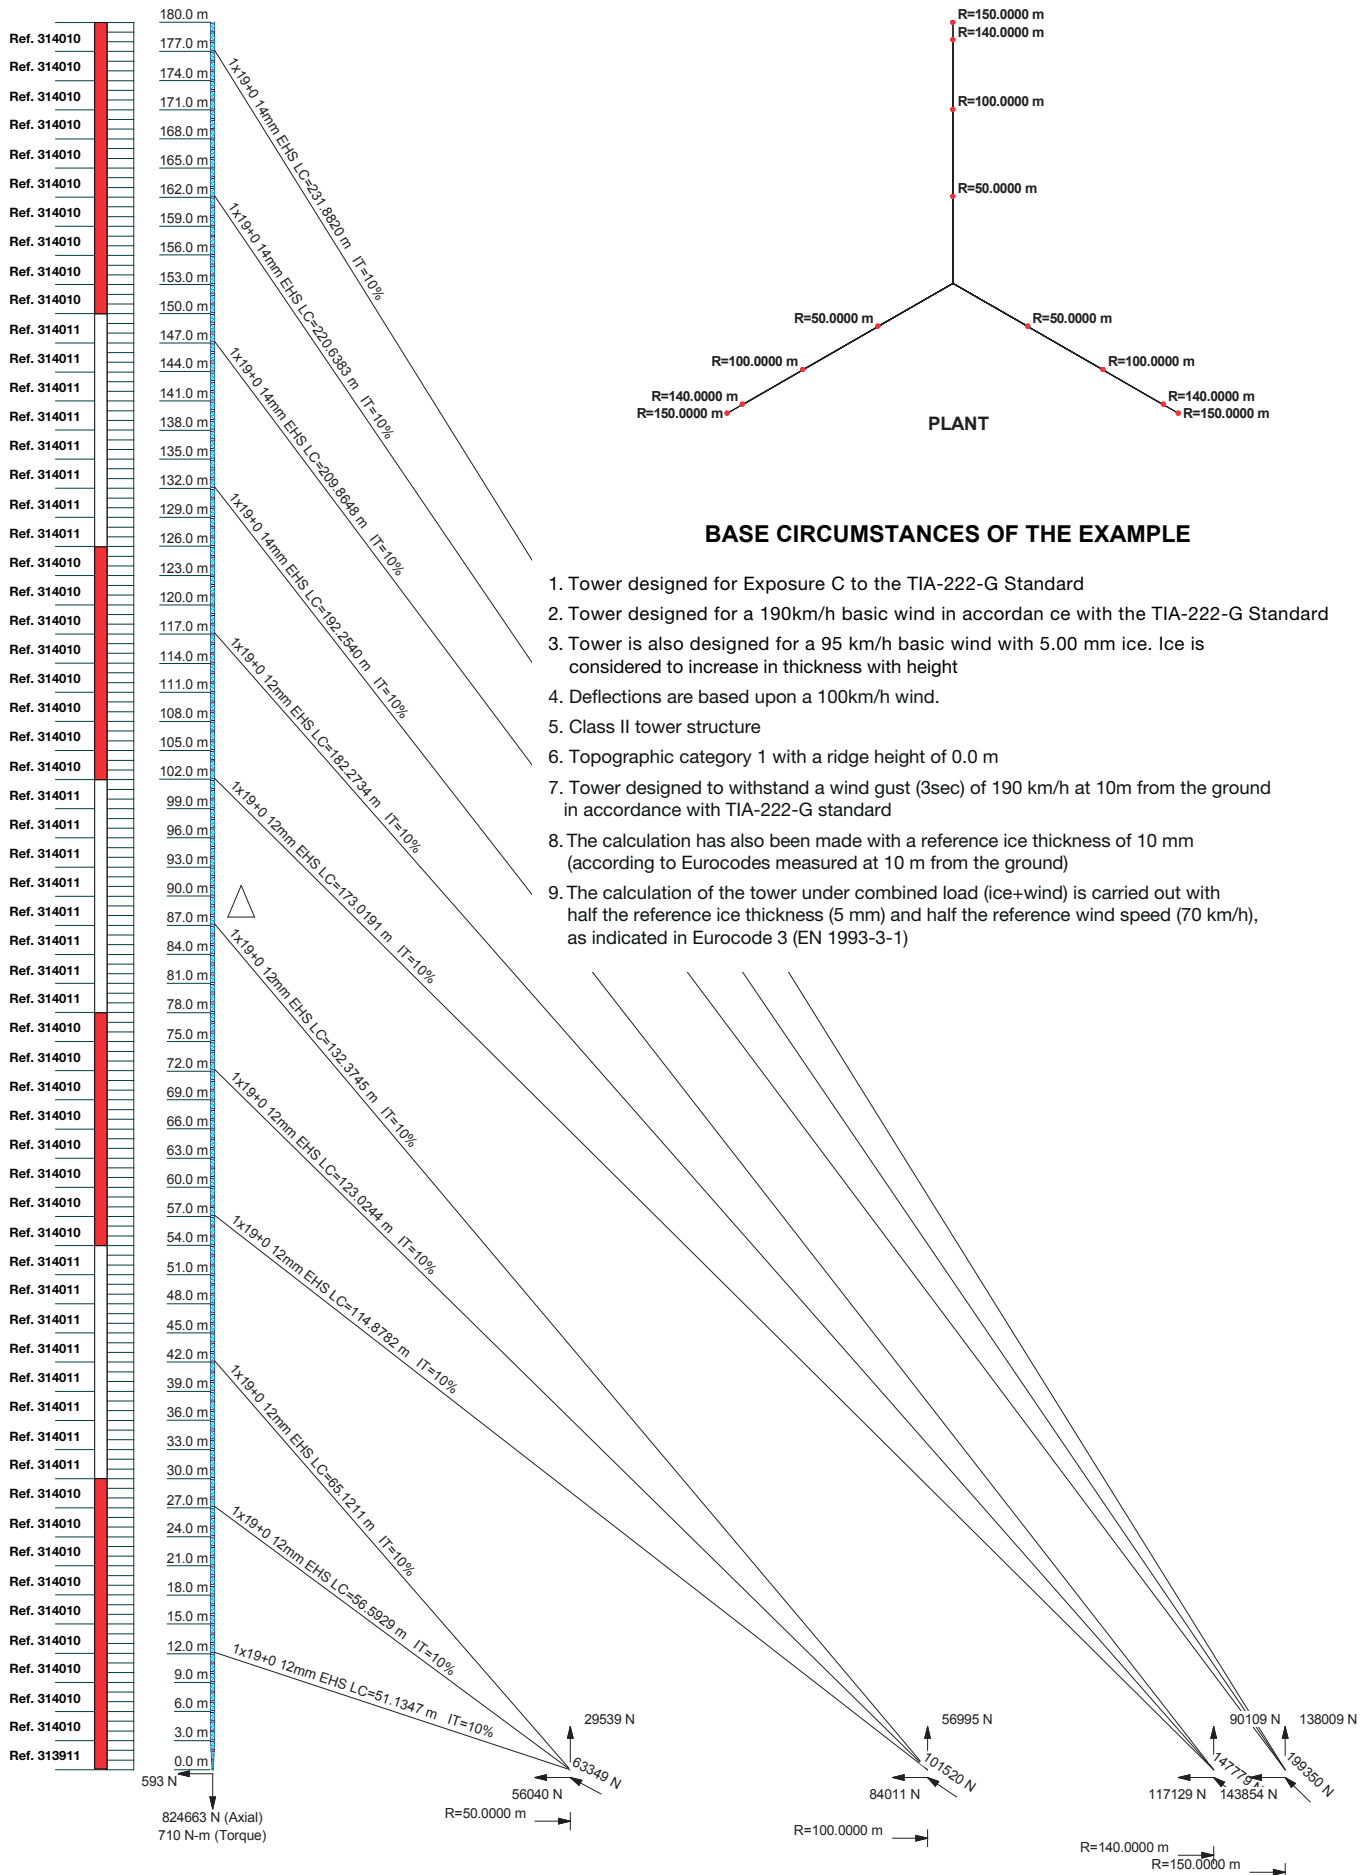 180.0 m
Ref. 314010
177.0 m
Ref. 314010
174.0 m
Ref. 314010
171.0 m
Ref. 314010
168.0 m
Ref. 314010
165.0 m
Ref. 314010
162.0 m
Ref. 314010
159.0 m
Ref. 314010
156.0 m
Ref. 314010
153.0 m
Ref. 314010
150.0 m
Ref. 314011
147.0 m
Ref. 314011
144.0 m
Ref. 314011
141.0 m
Ref. 314011
138.0 m
Ref. 314011
135.0 m
Ref. 314011
132.0 m
Ref. 314011
129.0 m
Ref. 314011
126.0 m
Ref. 314010
123.0 m
Ref. 314010
120.0 m
Ref. 314010
117.0 m
Ref. 314010
114.0 m
Ref. 314010
111.0 m
Ref. 314010
108.0 m
Ref. 314010
105.0 m
Ref. 314010
102.0 m
Ref. 314011
99.0 m
Ref. 314011
96.0 m
Ref. 314011
93.0 m
Ref. 314011
90.0 m
Ref. 314011
87.0 m
Ref. 314011
84.0 m
Ref. 314011
81.0 m
Ref. 314011
78.0 m
Ref. 314010
75.0 m
Ref. 314010
72.0 m
Ref. 314010
69.0 m
Ref. 314010
66.0 m
Ref. 314010
63.0 m
Ref. 314010
60.0 m
Ref. 314010
57.0 m
Ref. 314010
54.0 m
Ref. 314011
51.0 m
Ref. 314011
48.0 m
Ref. 314011
45.0 m
Ref. 314011
42.0 m
Ref. 314011
39.0 m
Ref. 314011
36.0 m
Ref. 314011
33.0 m
Ref. 314011
30.0 m
Ref. 314010
27.0 m
Ref. 314010
24.0 m
Ref. 314010
21.0 m
Ref. 314010
18.0 m
Ref. 314010
15.0 m
Ref. 314010
12.0 m
Ref. 314010
9.0 m
Ref. 314010
6.0 m
Ref. 314010
3.0 m
Ref. 313911
0.0 m
1x19+0 14mm EHS LC=231.8820 m IT=10%
1x19+0 14mm EHS LC=220.6383 m IT=10%
1x19+0 14mm EHS LC=209.8648 m IT=10%
1x19+0 14mm EHS LC=192.2540 m IT=10%
1x19+0 12mm EHS LC=182.2734 m IT=10%
1x19+0 12mm EHS LC=173.0191 m IT=10%
1x19+0 12mm EHS LC=132.3745 m IT=10%
1x19+0 12mm EHS LC=123.0244 m IT=10%
1x19+0 12mm EHS LC=114.8782 m IT=10%
1x19+0 12mm EHS LC=65.1211 m IT=10%
1x19+0 12mm EHS LC=56.5929 m IT=10%
1x19+0 12mm EHS LC=51.1347 m IT=10%
R=150.0000 m
R=140.0000 m
R=100.0000 m
R=50.0000 m
R=50.0000 m
R=50.0000 m
R=100.0000 m
R=100.0000 m
R=140.0000 m
R=140.0000 m
R=150.0000 m
R=150.0000 m
PLANT
BASE CIRCUMSTANCES OF THE EXAMPLE
1. Tower designed for Exposure C to the TIA-222-G Standard
2. Tower designed for a 190km/h basic wind in accordan ce with the TIA-222-G Standard
3. Tower is also designed for a 95 km/h basic wind with 5.00 mm ice. Ice is
considered to increase in thickness with height
4. Deflections are based upon a 100km/h wind.
5. Class II tower structure
6. Topographic category 1 with a ridge height of 0.0 m
7. Tower designed to withstand a wind gust (3sec) of 190 km/h at 10m from the ground
in accordance with TIA-222-G standard
8. The calculation has also been made with a reference ice thickness of 10 mm
(according to Eurocodes measured at 10 m from the ground)
9. The calculation of the tower under combined load (ice+wind) is carried out with
half the reference ice thickness (5 mm) and half the reference wind speed (70 km/h),
as indicated in Eurocode 3 (EN 1993-3-1)
593 N
824663 N (Axial)
710 N-m (Torque)
29539 N
63349 N
56040 N
R=50.0000 m
56995 N
101520 N
84011 N
R=100.0000 m
90109 N
147779 N
117129 N
R=140.0000 m
138009 N
199350 N
143854 N
R=150.0000 m